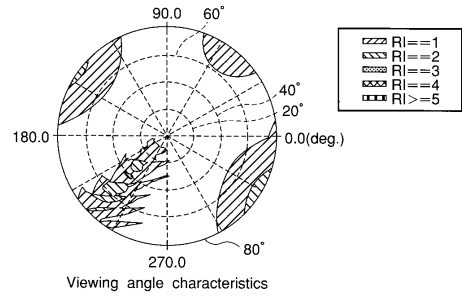 90.0
60°
RI==1
RI==2
RI==3
RI==4
RI>=5
40°
20°
180.0
0.0(deg.)
80°
270.0
Viewing angle characteristics